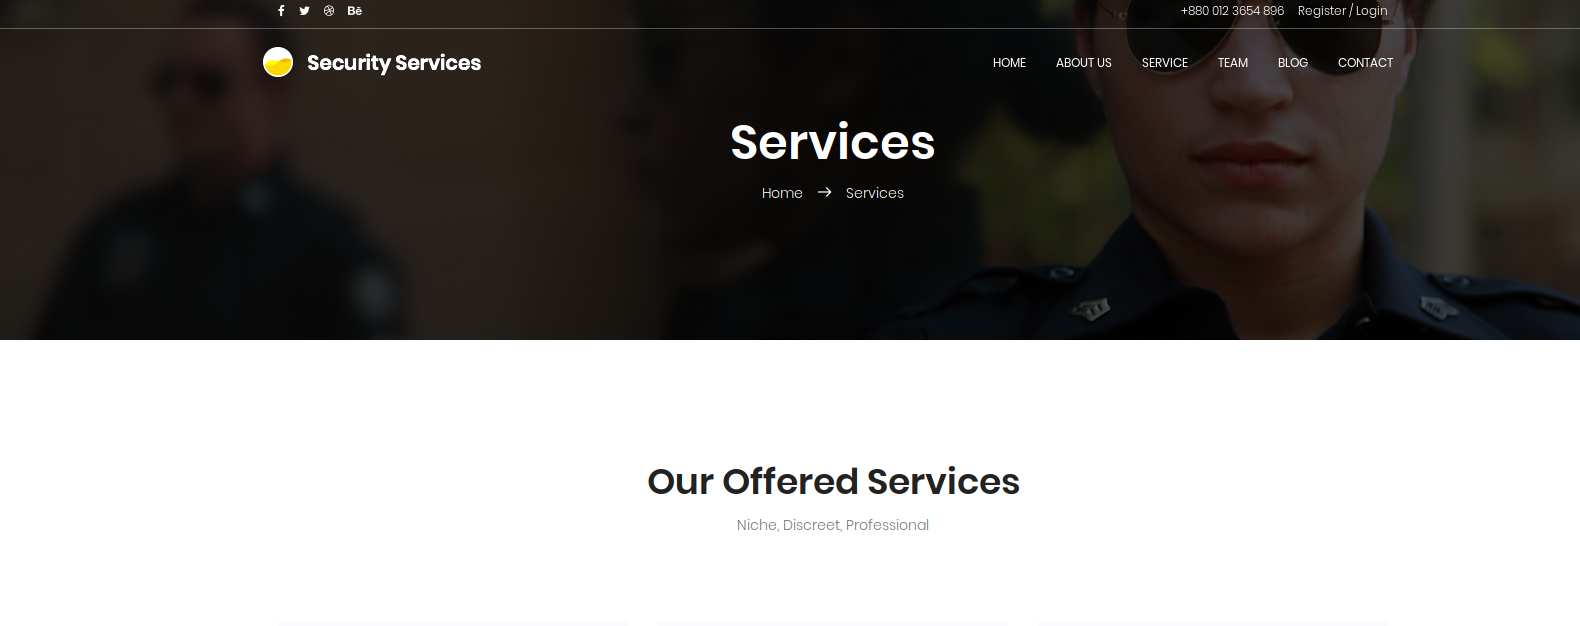 +880 012 3654 896 Register / Login
Security Services
HOME ABOUT US SERVICE TEAM BLOG CONTACT
Services
Home → Services
Our Offered Services
Niche, Discreet, Professional